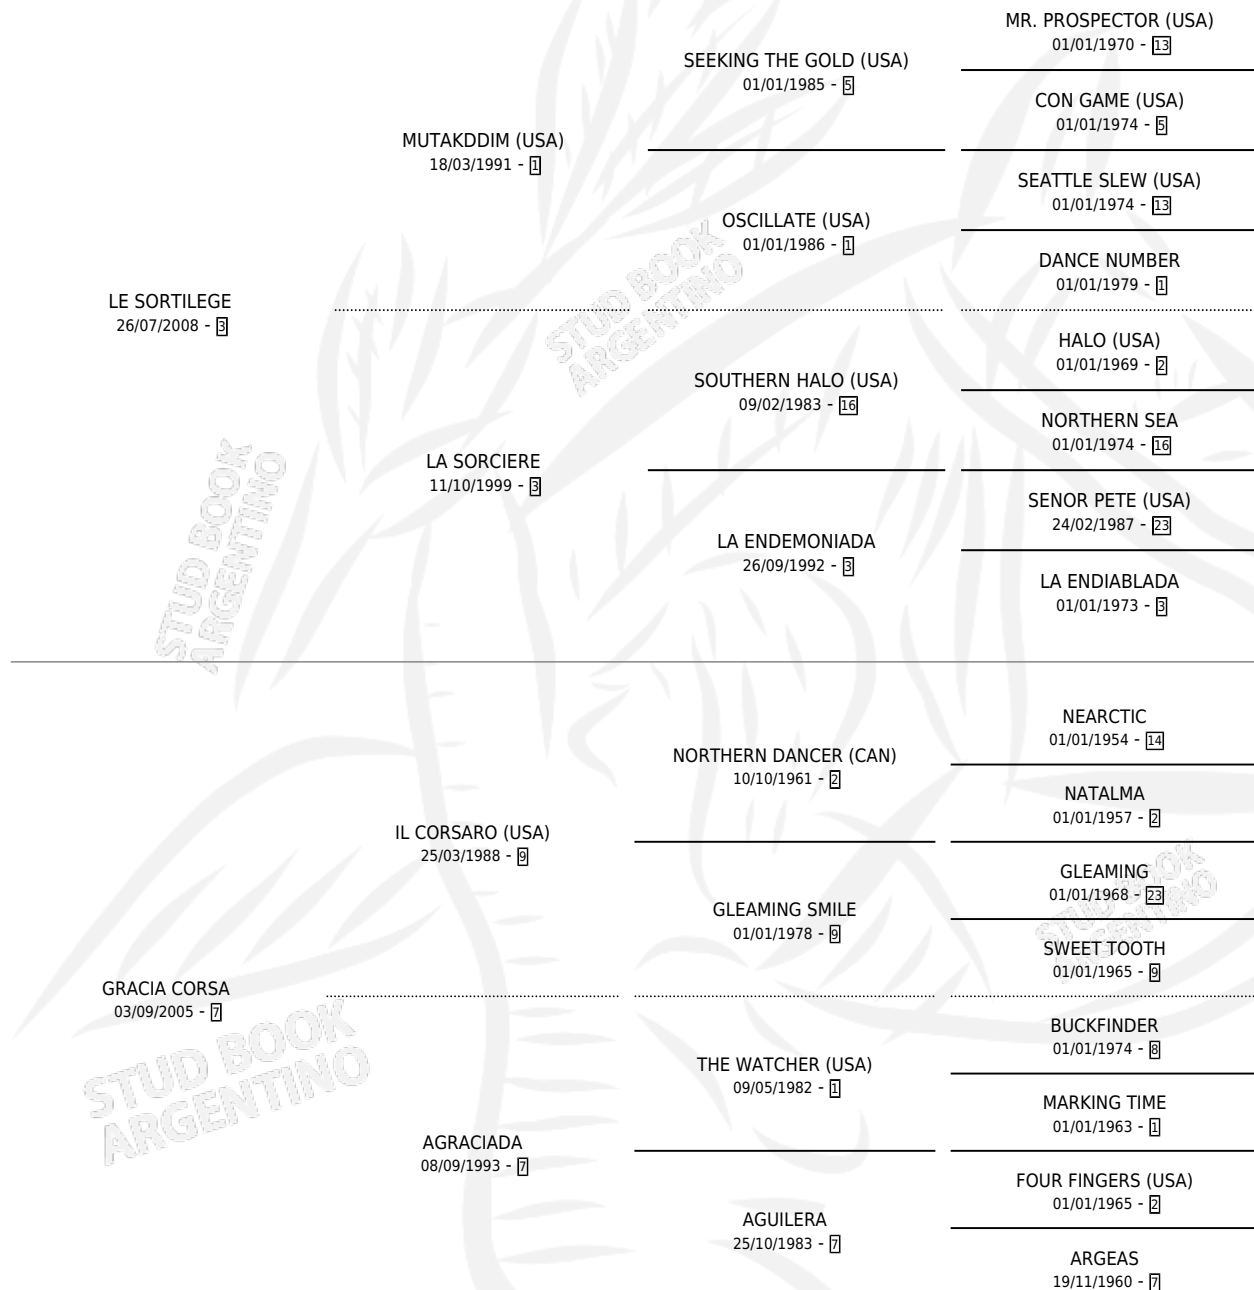 MR. PROSPECTOR (USA)
01/01/1970 - 13
SEEKING THE GOLD (USA)
01/01/1985 - 5
CON GAME (USA)
01/01/1974 - 5
MUTAKDDIM (USA)
18/03/1991 - 1
SEATTLE SLEW (USA)
01/01/1974 - 13
OSCILLATE (USA)
01/01/1986 - 1
DANCE NUMBER
01/01/1979 - 1
LE SORTILEGE
26/07/2008 - 3
HALO (USA)
01/01/1969 - 2
SOUTHERN HALO (USA)
09/02/1983 - 16
NORTHERN SEA
01/01/1974 - 16
LA SORCIERE
11/10/1999 - 3
SENOR PETE (USA)
24/02/1987 - 23
LA ENDEMONIADA
26/09/1992 - 3
LA ENDIABLADA
01/01/1973 - 3
NEARCTIC
01/01/1954 - 14
NORTHERN DANCER (CAN)
10/10/1961 - 2
NATALMA
01/01/1957 - 2
IL CORSARO (USA)
25/03/1988 - 9
GLEAMING
01/01/1968 - 23
GLEAMING SMILE
01/01/1978 - 9
SWEET TOOTH
01/01/1965 - 9
GRACIA CORSA
03/09/2005 - 7
BUCKFINDER
01/01/1974 - 8
THE WATCHER (USA)
09/05/1982 - 1
MARKING TIME
01/01/1963 - 1
AGRACIADA
08/09/1993 - 7
FOUR FINGERS (USA)
01/01/1965 - 2
AGUILERA
25/10/1983 - 7
ARGEAS
19/11/1960 - 7
STUD BOOK
ARGENTINO
STUD BOOK
ARGENTINO
STUD BOOK
ARGENTINO
STUD BOOK
ARGENTINO